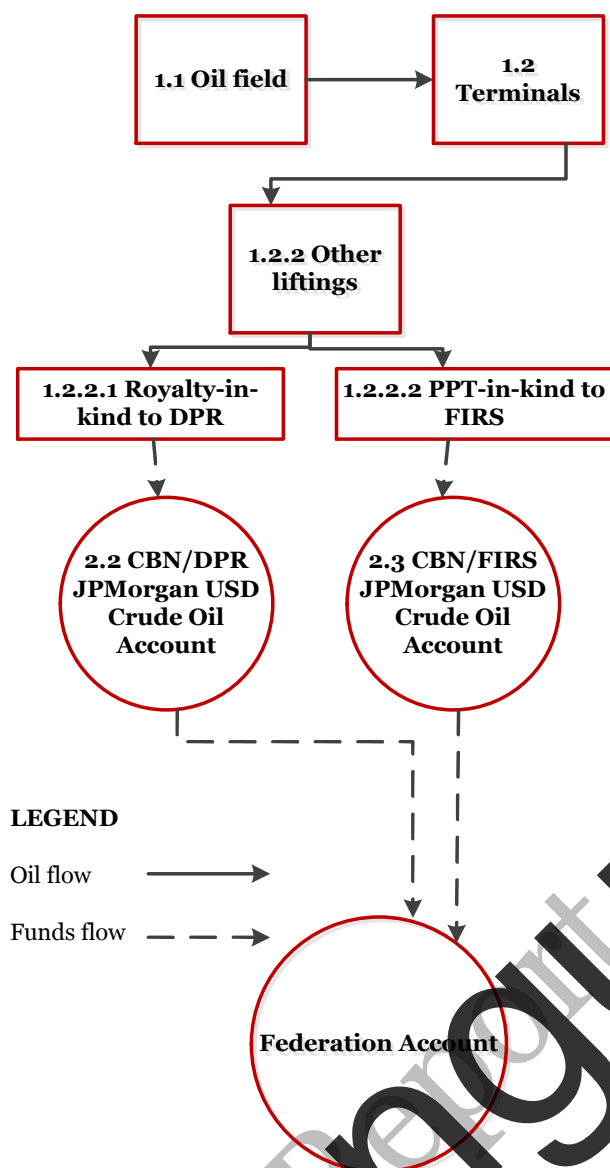 1.1 Oil field
1.2
Terminals
1.2.2 Other
liftings
1.2.2.1 Royalty-in-
kind to DPR
1.2.2.2 PPT-in-kind to
FIRS
2.2 CBN/DPR
JPMorgan USD
Crude Oil
Account
2.3 CBN/FIRS
JPMorgan USD
Crude Oil
Account
LEGEND
Oil flow
Funds flow
Federation Account
Report